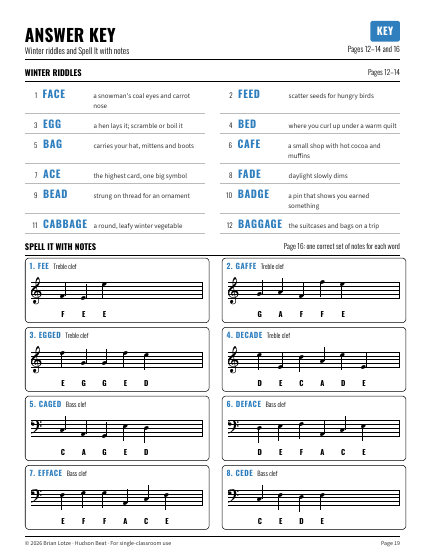 ANSWER KEY
KEY
Winter riddles and Spell It with notes
Pages 12–14 and 16
WINTER RIDDLES
Pages 12–14
1 FACE a snowman's coal eyes and carrot nose
2 FEED scatter seeds for hungry birds
3 EGG a hen lays it; scramble or boil it
4 BED where you curl up under a warm quilt
5 BAG carries your hat, mittens and boots
6 CAFE a small shop with hot cocoa and muffins
7 ACE the highest card, one big symbol
8 FADE daylight slowly dims
9 BEAD strung on thread for an ornament
10 BADGE a pin that shows you earned something
11 CABBAGE a round, leafy winter vegetable
12 BAGGAGE the suitcases and bags on a trip
SPELL IT WITH NOTES
Page 16: one correct set of notes for each word
1. FEE Treble clef
F E E
2. GAFFE Treble clef
G A F F E
3. EGGED Treble clef
E G G E D
4. DECADE Treble clef
D E C A D E
5. CAGED Bass clef
C A G E D
6. DEFACE Bass clef
D E F A C E
7. EFFACE Bass clef
E F F A C E
8. CEDE Bass clef
C E D E
© 2026 Brian Lotze · Hudson Beat · For single-classroom use
Page 19